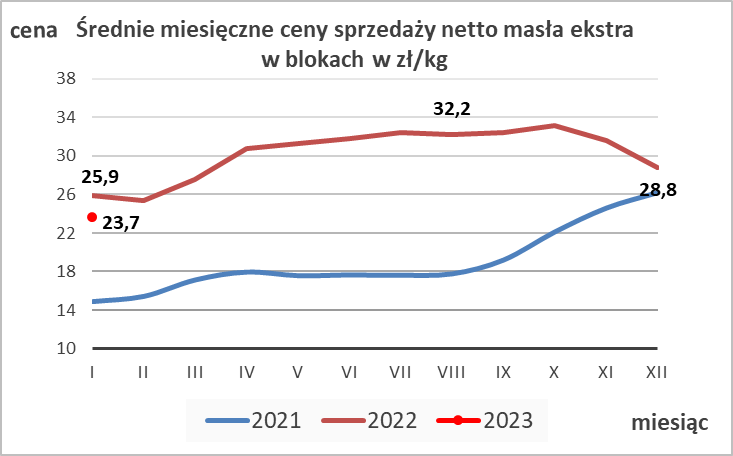 cena Średnie miesięczne ceny sprzedaży netto masła ekstra
w blokach w zł/kg
38
34
30
26
22
18
14
10
25,9
32,2
28,8
23,7
I II III IV V VI VII VIII IX X XI XII
2021 2022 2023
miesiąc